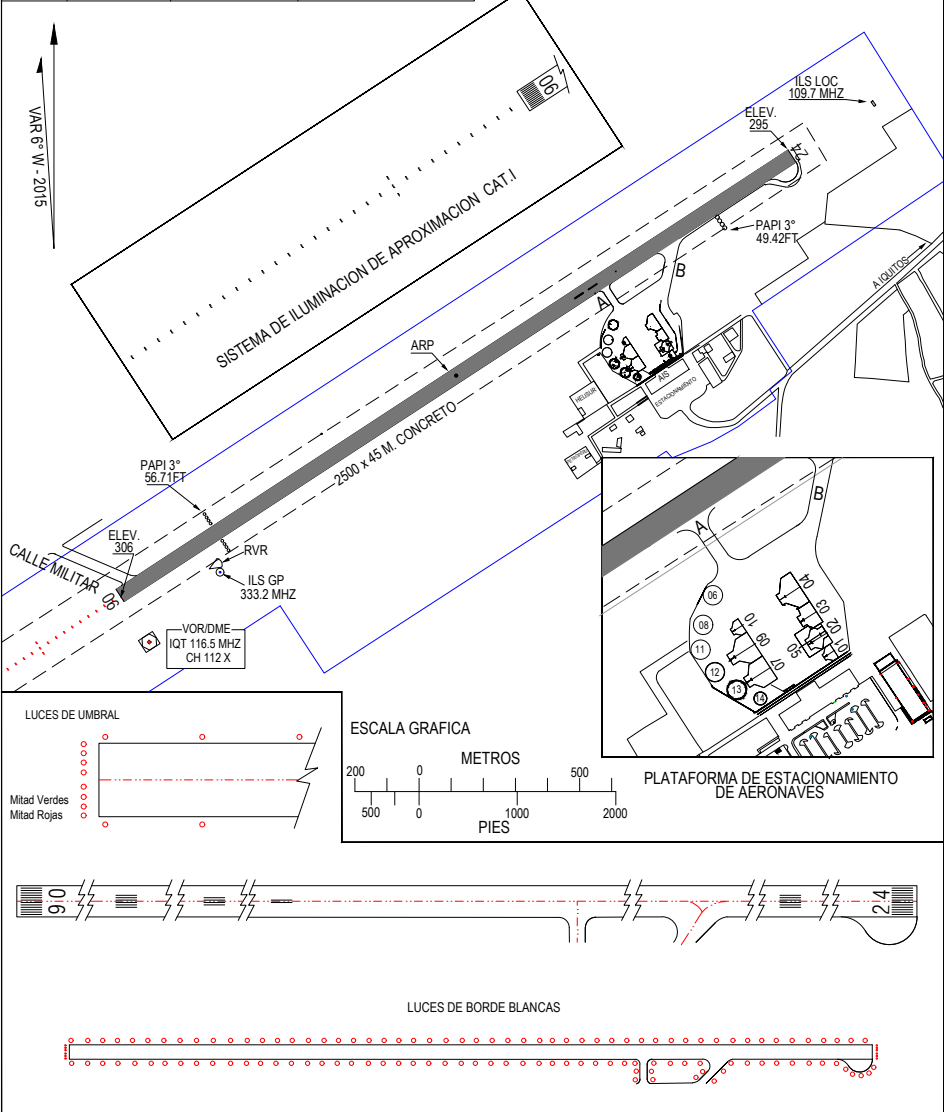 VAR 6° W - 2015
06
SISTEMA DE ILUMINACION DE APROXIMACION CAT.I
ILS LOC
109.7 MHZ
ELEV.
295
24
PAPI 3°
49.42FT
A IQUITOS
B
A
ARP
AIS
ESTACIONAMIENTO
HELISUR
2500 x 45 M. CONCRETO
PAPI 3°
56.71FT
ELEV.
306
CALLE MILITAR
06
RVR
ILS GP
333.2 MHZ
VOR/DME
IQT 116.5 MHZ
CH 112 X
B
A
06
08
11
12
13
14
10
09
07
04
03
02
01
05
PLATAFORMA DE ESTACIONAMIENTO
DE AERONAVES
LUCES DE UMBRAL
Mitad Verdes
Mitad Rojas
ESCALA GRAFICA
METROS
200 0 500
500 0 1000 2000
PIES
06
24
LUCES DE BORDE BLANCAS